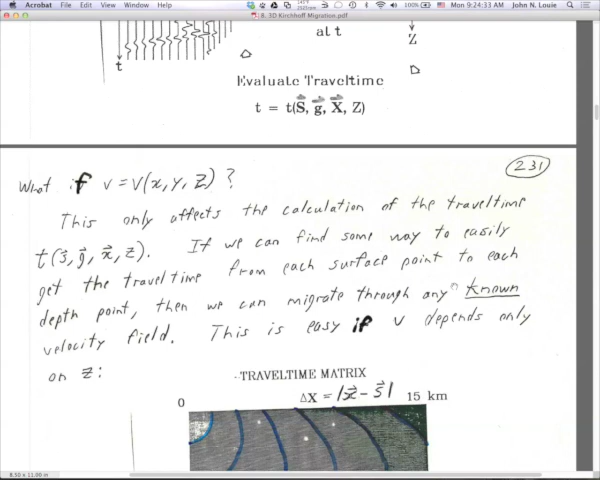 Acrobat File Edit View Window Help
100% Mon 9:24:33 AM John N. Louie
8. 3D Kirchhoff Migration.pdf
at t
t
Z
Evaluate Traveltime
t = t(S, g, X, Z)
231
What if v = V(x, y, z) ?
This only affects the calculation of the traveltime
t(s⃗, g⃗, x⃗, z). If we can find some way to easily
get the traveltime from each surface point to each
depth point, then we can migrate through any known
velocity field. This is easy if v depends only
on z:
TRAVELTIME MATRIX
0 ΔX = |x⃗ - s⃗| 15 km
8.50 x 11.00 in